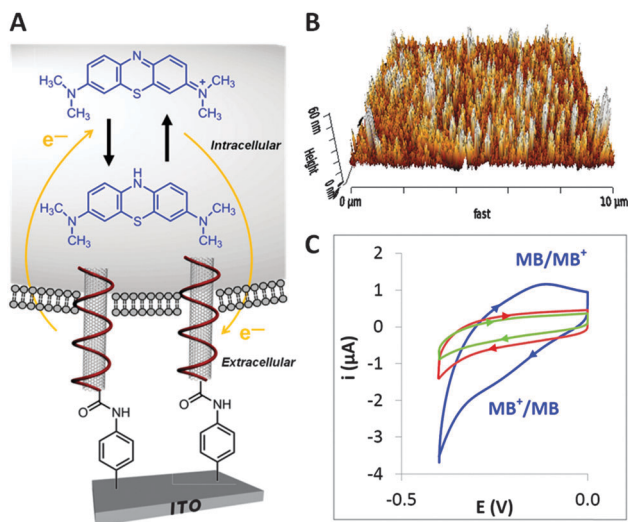 A
H₃C
N
CH₃
N
S
N⁺
CH₃
CH₃
e−
Intracellular
H
N
H₃C
N
CH₃
S
N
CH₃
CH₃
e−
Extracellular
O
NH
O
NH
ITO
B
60 nm
Height
0 nm
0 µm
fast
10 µm
C
MB/MB⁺
2
1
0
-1
-2
-3
-4
i (µA)
MB⁺/MB
-0.5
0.0
E (V)